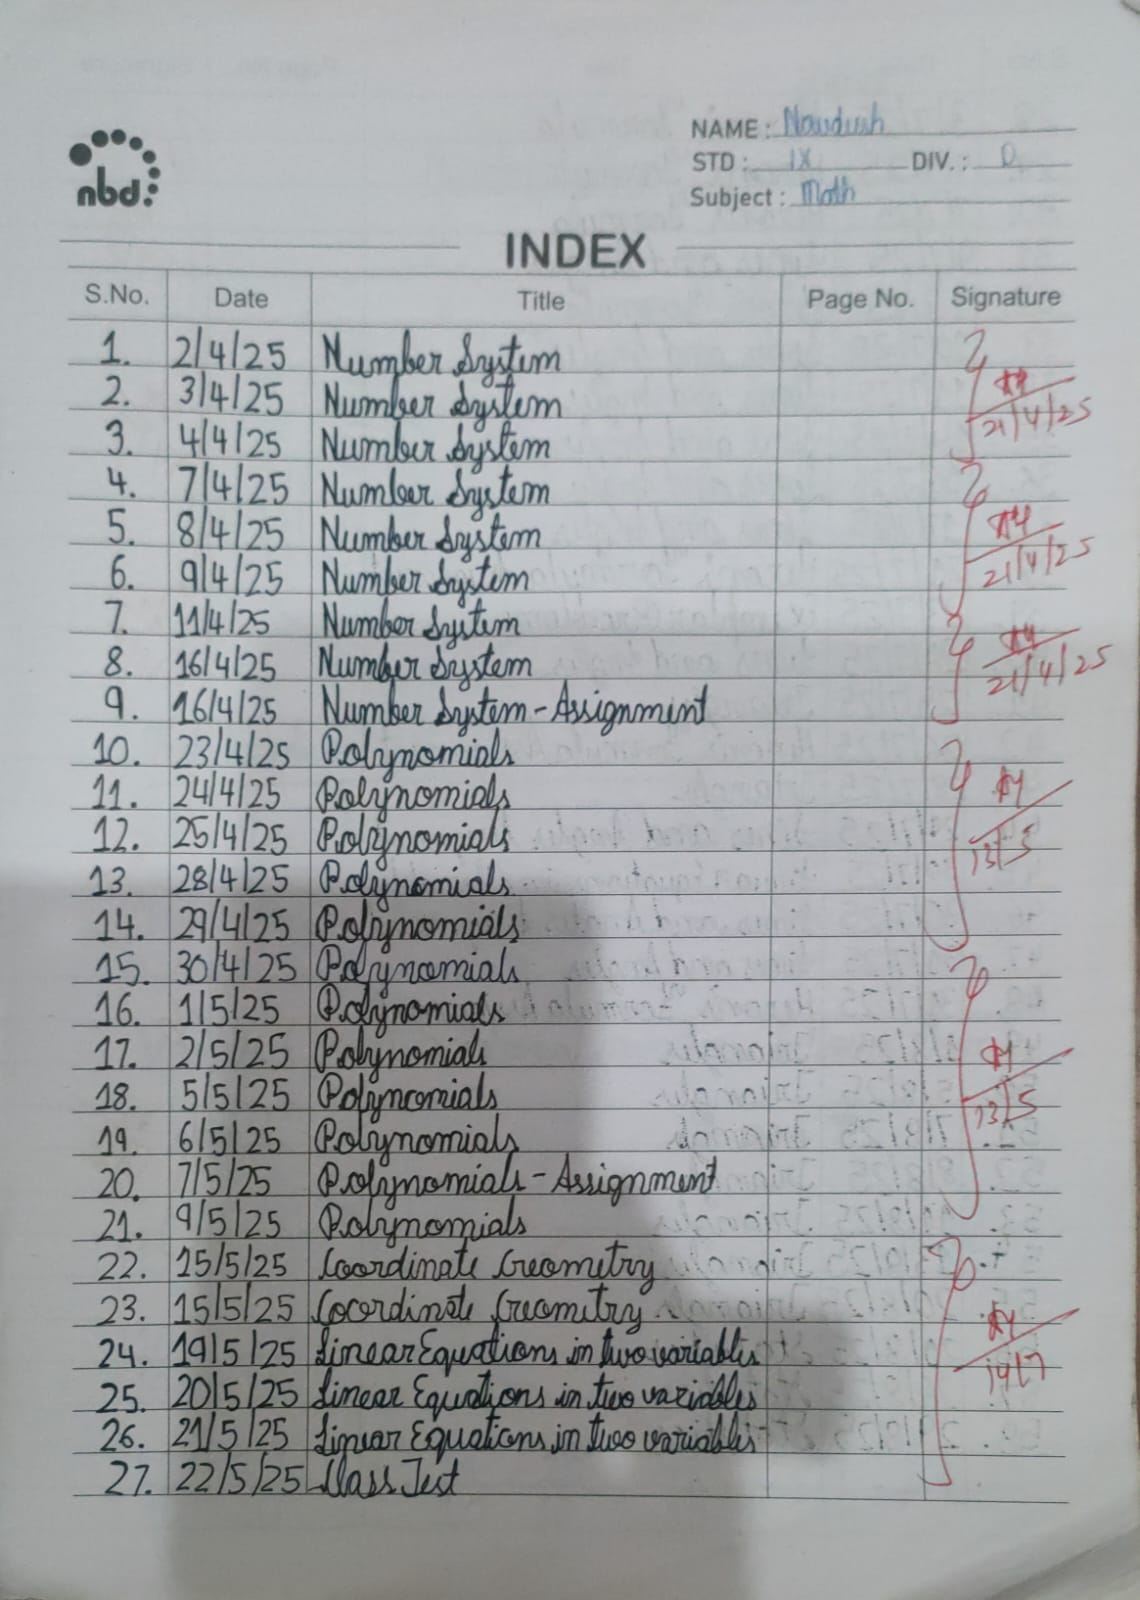 nbd
NAME:
STD: IX DIV.: D
Subject: Math
INDEX
S.No. Date Title Page No. Signature
1. 2/4/25 Number System
2. 3/4/25 Number System
21/4/25
3. 4/4/25 Number System
4. 7/4/25 Number System
5. 8/4/25 Number System
21/4/25
6. 9/4/25 Number System
7. 11/4/25 Number System
8. 16/4/25 Number System
21/4/25
9. 16/4/25 Number System - Assignment
10. 23/4/25 Polynomials
11. 24/4/25 Polynomials
12. 25/4/25 Polynomials
13/5
13. 28/4/25 Polynomials
14. 29/4/25 Polynomials
15. 30/4/25 Polynomials
16. 1/5/25 Polynomials
17. 2/5/25 Polynomials
18. 5/5/25 Polynomials
13/5
19. 6/5/25 Polynomials
20. 7/5/25 Polynomials - Assignment
21. 9/5/25 Polynomials
22. 15/5/25 Coordinate Geometry
23. 15/5/25 Coordinate Geometry
24. 19/5/25 Linear Equations in two variables
14/7
25. 20/5/25 Linear Equations in two variables
26. 21/5/25 Linear Equations in two variables
27. 22/5/25 Class Test